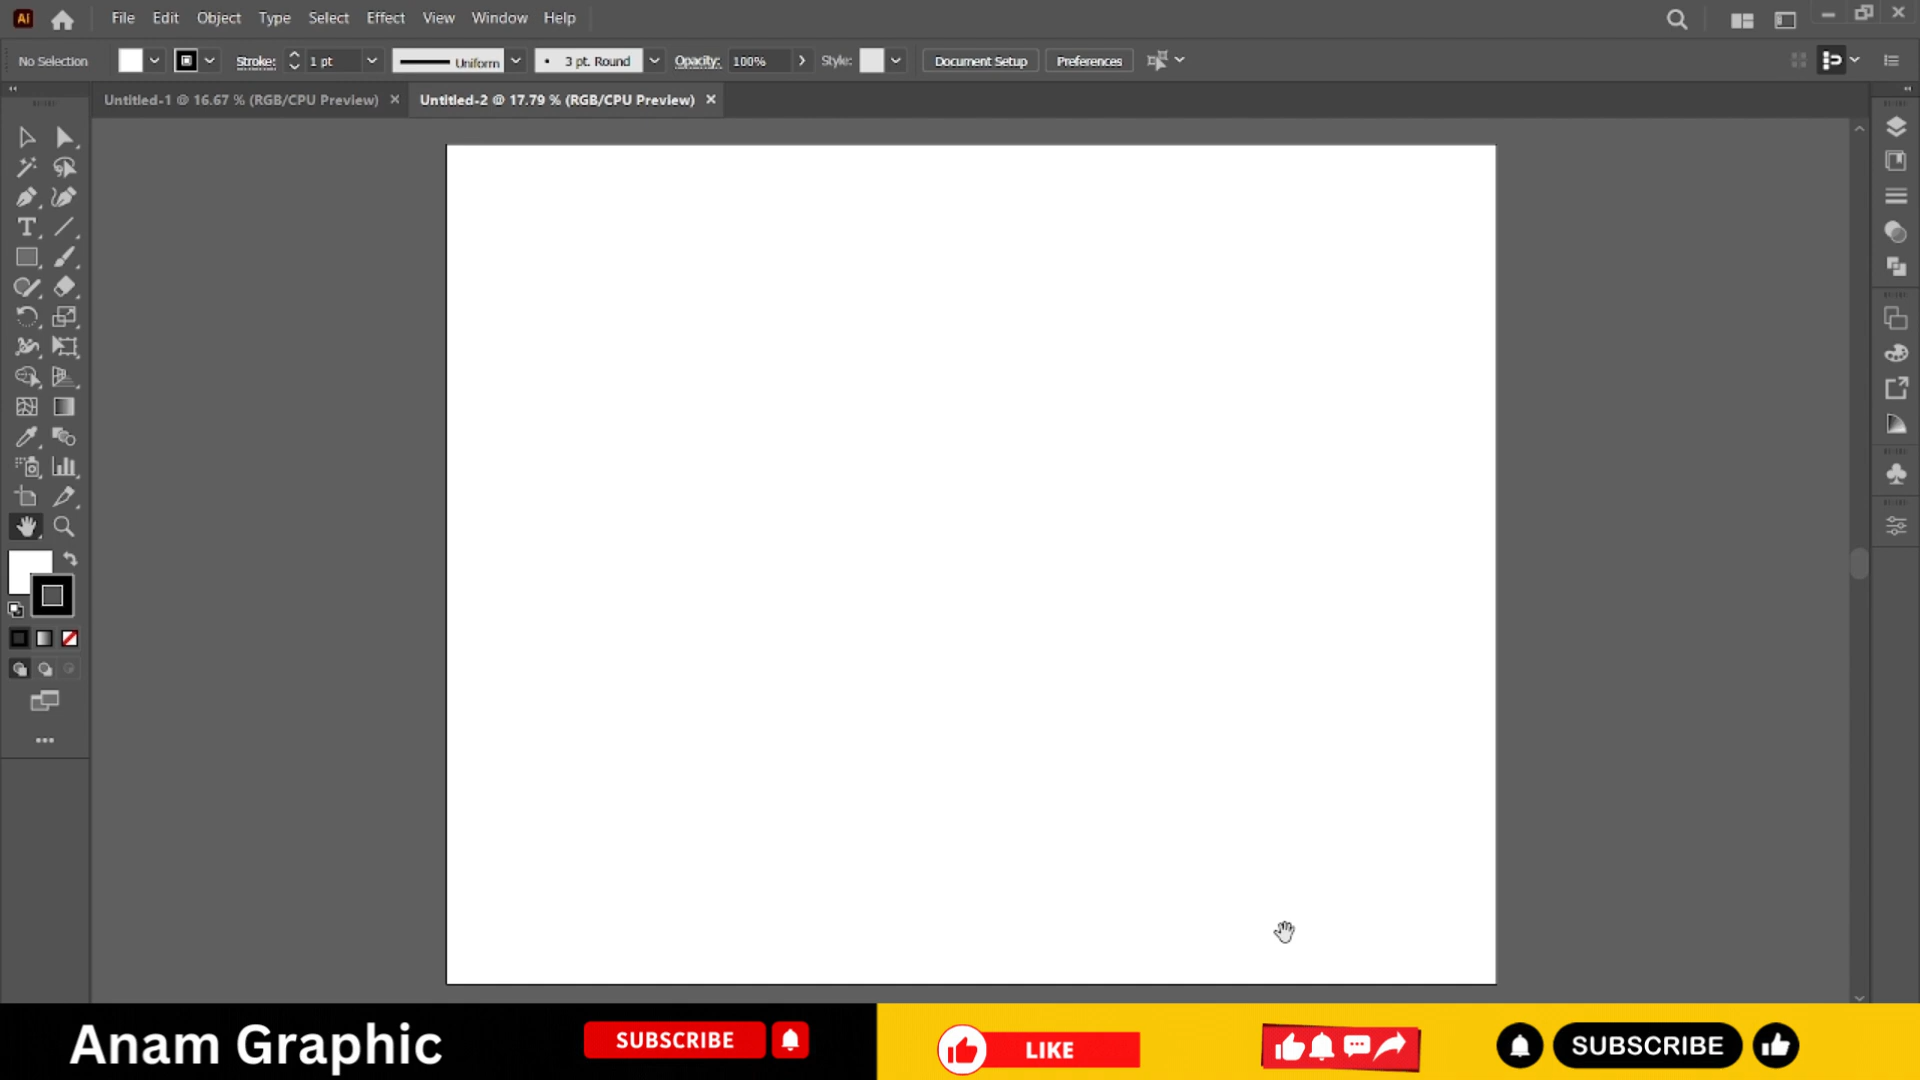 Ai File Edit Object Type Select Effect View Window Help
No Selection Stroke: 1 pt Uniform • 3 pt. Round Opacity: 100% Style: Document Setup Preferences
Untitled-1 @ 16.67 % (RGB/CPU Preview) × Untitled-2 @ 17.79 % (RGB/CPU Preview) ×
Anam Graphic SUBSCRIBE LIKE SUBSCRIBE